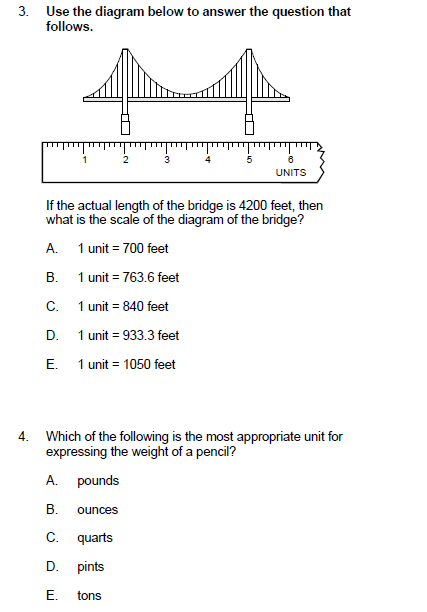 3. Use the diagram below to answer the question that
follows.
1 2 3 4 5 6
UNITS
If the actual length of the bridge is 4200 feet, then
what is the scale of the diagram of the bridge?
A. 1 unit = 700 feet
B. 1 unit = 763.6 feet
C. 1 unit = 840 feet
D. 1 unit = 933.3 feet
E. 1 unit = 1050 feet
4. Which of the following is the most appropriate unit for
expressing the weight of a pencil?
A. pounds
B. ounces
C. quarts
D. pints
E. tons